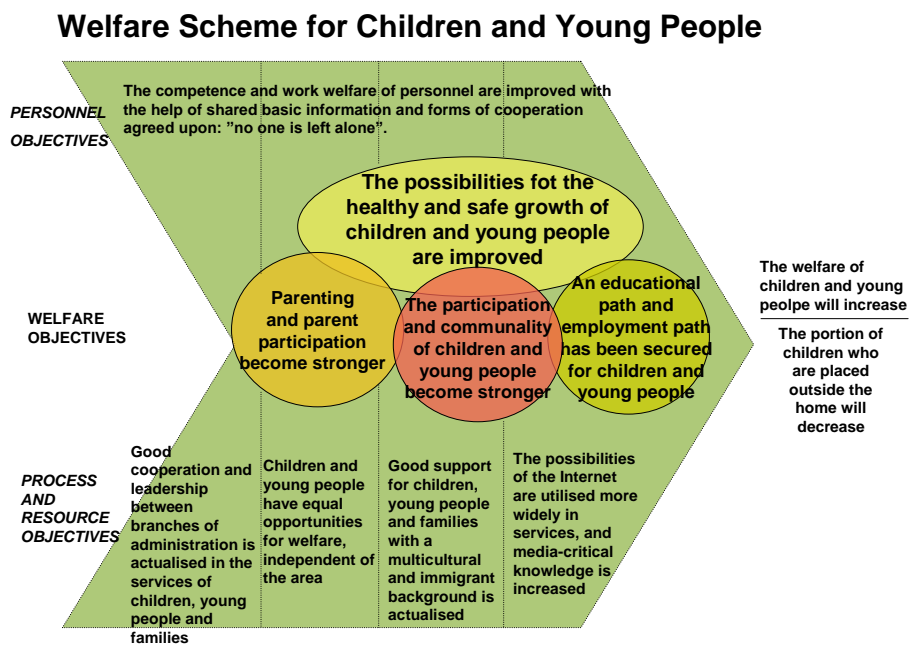 Welfare Scheme for Children and Young People
PERSONNEL
OBJECTIVES
The competence and work welfare of personnel are improved with
the help of shared basic information and forms of cooperation
agreed upon: ”no one is left alone”.
The possibilities fot the
healthy and safe growth of
children and young people
are improved
WELFARE
OBJECTIVES
Parenting
and parent
participation
become stronger
The participation
and communality
of children and
young people
become stronger
An educational
path and
employment path
has been secured
for children and
young people
The welfare of
children and young
peolpe will increase
The portion of
children who
are placed
outside the
home will
decrease
PROCESS
AND
RESOURCE
OBJECTIVES
Good
cooperation and
leadership
between
branches of
administration is
actualised in the
services of
children, young
people and
families
Children and
young people
have equal
opportunities
for welfare,
independent of
the area
Good support
for children,
young people
and families
with a
multicultural
and immigrant
background is
actualised
The possibilities
of the Internet
are utilised more
widely in
services, and
media-critical
knowledge is
increased